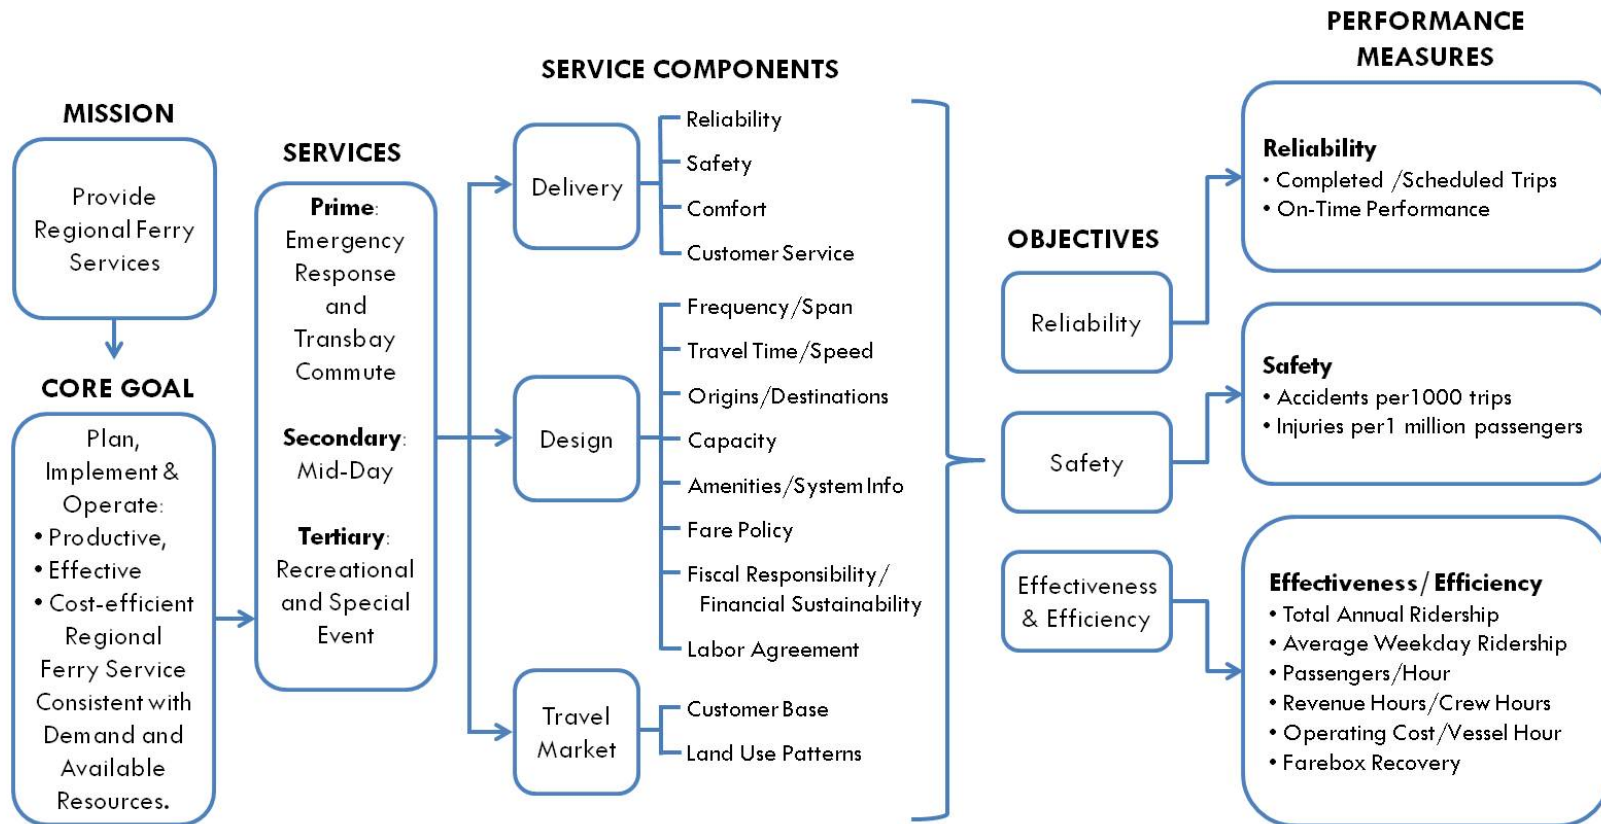 MISSION
Provide
Regional Ferry
Services
CORE GOAL
Plan,
Implement &
Operate:
• Productive,
• Effective
• Cost-efficient
Regional
Ferry Service
Consistent with
Demand and
Available
Resources.
SERVICES
Prime:
Emergency
Response
and
Transbay
Commute
Secondary:
Mid-Day
Tertiary:
Recreational
and Special
Event
SERVICE COMPONENTS
Delivery
Reliability
Safety
Comfort
Customer Service
Design
Frequency/Span
Travel Time/Speed
Origins/Destinations
Capacity
Amenities/System Info
Fare Policy
Fiscal Responsibility/
Financial Sustainability
Labor Agreement
Travel
Market
Customer Base
Land Use Patterns
OBJECTIVES
Reliability
Safety
Effectiveness
& Efficiency
PERFORMANCE
MEASURES
Reliability
• Completed /Scheduled Trips
• On-Time Performance
Safety
• Accidents per1000 trips
• Injuries per1 million passengers
Effectiveness/ Efficiency
• Total Annual Ridership
• Average Weekday Ridership
• Passengers/Hour
• Revenue Hours/Crew Hours
• Operating Cost/Vessel Hour
• Farebox Recovery